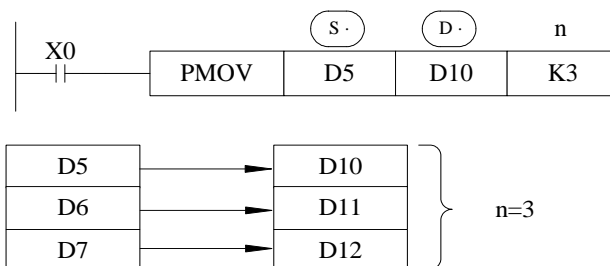 S · D · n
X0
PMOV D5 D10 K3
D5 D10
D6 D11 n=3
D7 D12